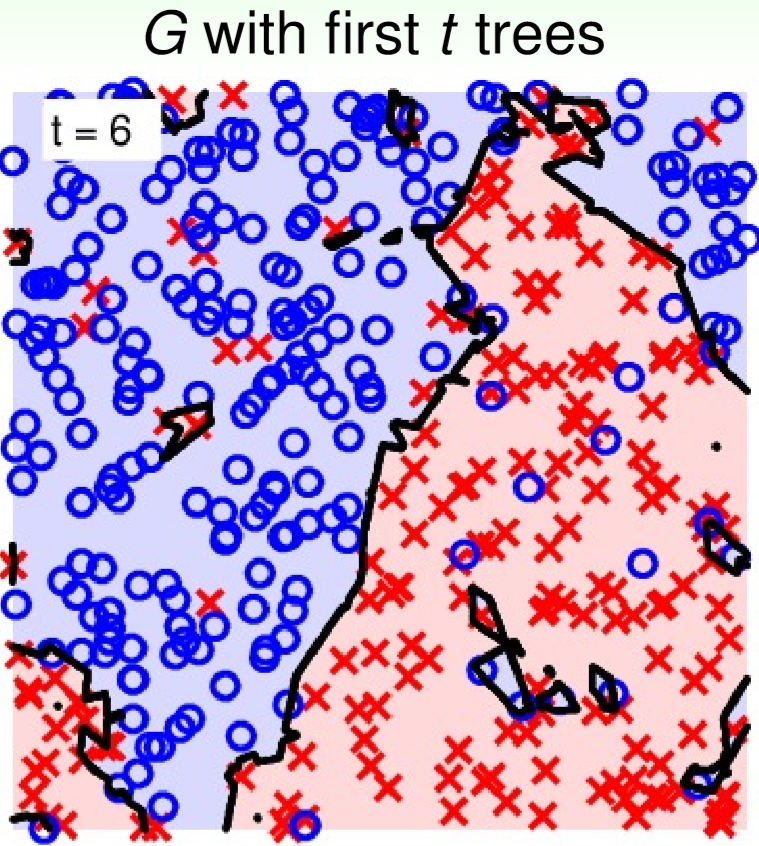 G with first t trees
t = 6